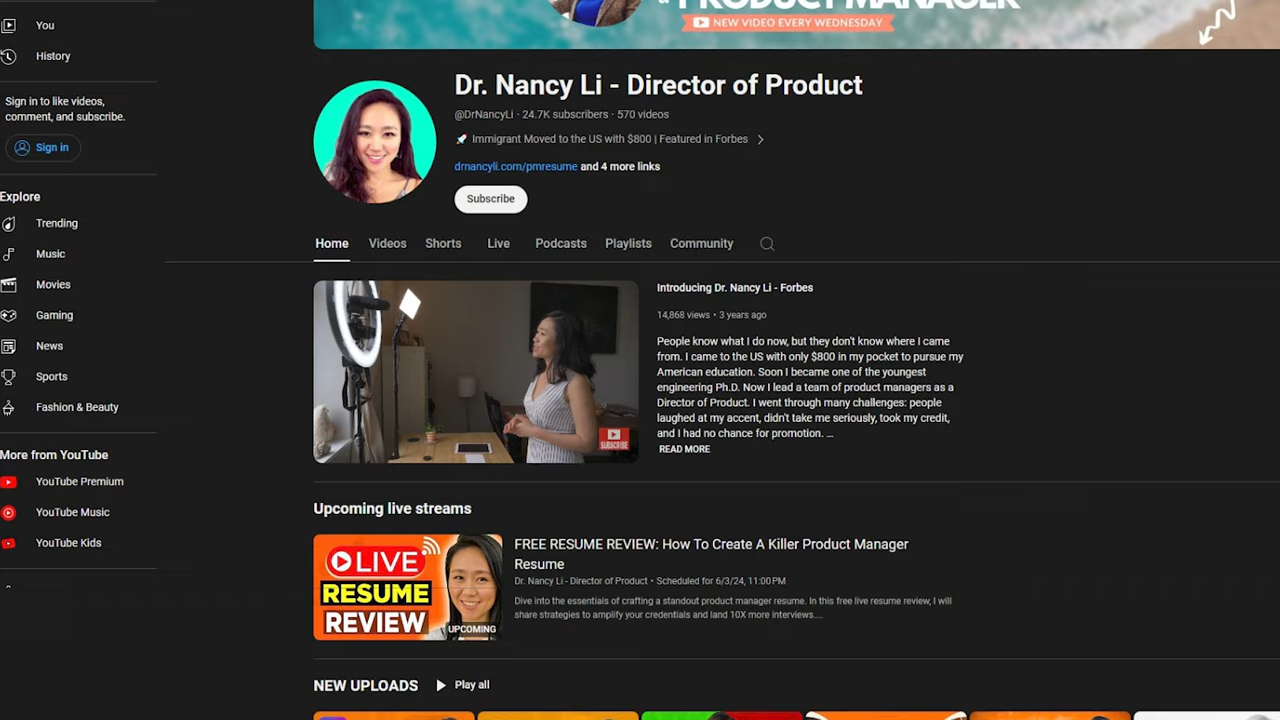 PRODUCT MANAGER
NEW VIDEO EVERY WEDNESDAY
You
History
Sign in to like videos,
comment, and subscribe.
Sign in
Explore
Trending
Music
Movies
Gaming
News
Sports
Fashion & Beauty
More from YouTube
YouTube Premium
YouTube Music
YouTube Kids
Dr. Nancy Li - Director of Product
@DrNancyLi · 24.7K subscribers · 570 videos
🚀 Immigrant Moved to the US with $800 | Featured in Forbes
drnancyli.com/pmresume and 4 more links
Subscribe
Home Videos Shorts Live Podcasts Playlists Community
SUBSCRIBE
Introducing Dr. Nancy Li - Forbes
14,868 views • 3 years ago
People know what I do now, but they don't know where I came
from. I came to the US with only $800 in my pocket to pursue my
American education. Soon I became one of the youngest
engineering Ph.D. Now I lead a team of product managers as a
Director of Product. I went through many challenges: people
laughed at my accent, didn't take me seriously, took my credit,
and I had no chance for promotion. ...
READ MORE
Upcoming live streams
LIVE
RESUME
REVIEW
UPCOMING
FREE RESUME REVIEW: How To Create A Killer Product Manager
Resume
Dr. Nancy Li - Director of Product • Scheduled for 6/3/24, 11:00 PM
Dive into the essentials of crafting a standout product manager resume. In this free live resume review, I will
share strategies to amplify your credentials and land 10X more interviews....
NEW UPLOADS
Play all